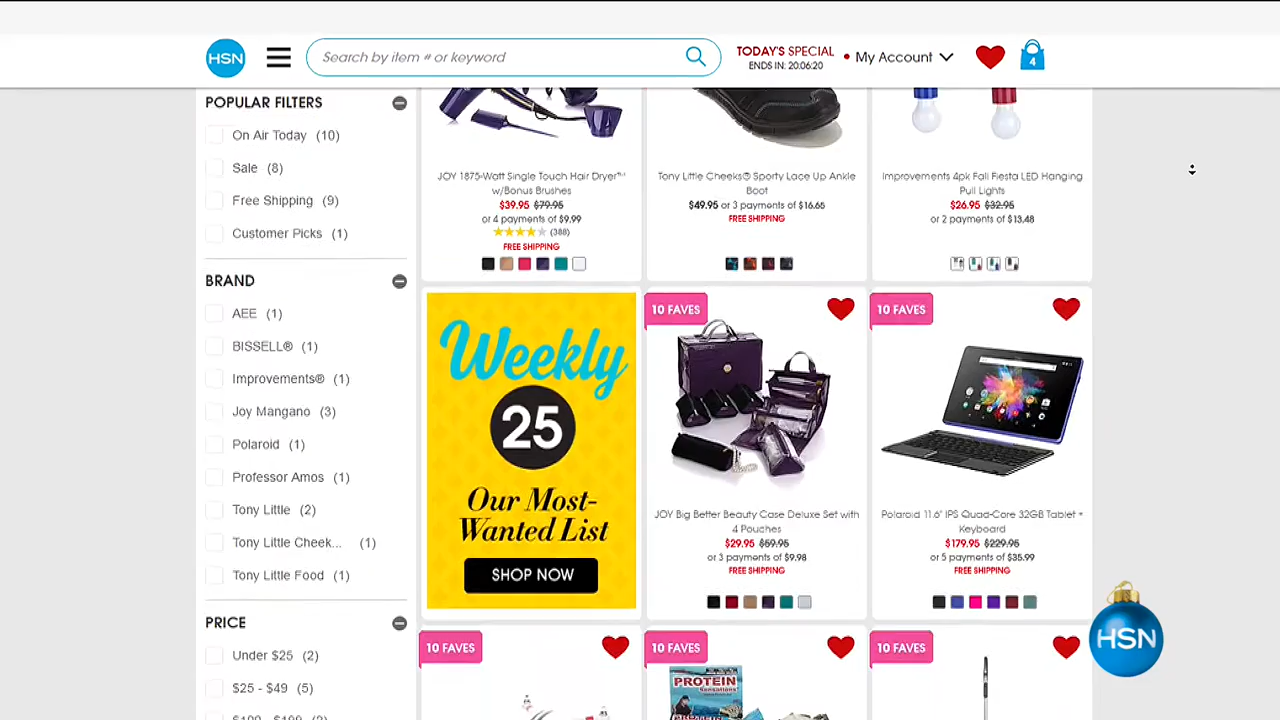 HSN
Search by item # or keyword
TODAY'S SPECIAL
ENDS IN: 20:06:20
My Account
4
POPULAR FILTERS
On Air Today (10)
Sale (8)
Free Shipping (9)
Customer Picks (1)
BRAND
AEE (1)
BISSELL® (1)
Improvements® (1)
Joy Mangano (3)
Polaroid (1)
Professor Amos (1)
Tony Little (2)
Tony Little Cheek... (1)
Tony Little Food (1)
PRICE
Under $25 (2)
$25 - $49 (5)
JOY 1875-Watt Single Touch Hair Dryer™
w/Bonus Brushes
$39.95 $79.95
or 4 payments of $9.99
(388)
FREE SHIPPING
Tony Little Cheeks® Sporty Lace Up Ankle
Boot
$49.95 or 3 payments of $16.65
FREE SHIPPING
Improvements 4pk Fall Fiesta LED Hanging
Pull Lights
$26.95 $32.95
or 2 payments of $13.48
Weekly
25
Our Most-
Wanted List
SHOP NOW
10 FAVES
JOY Big Better Beauty Case Deluxe Set with
4 Pouches
$29.95 $59.95
or 3 payments of $9.98
FREE SHIPPING
10 FAVES
Polaroid 11.6" IPS Quad-Core 32GB Tablet +
Keyboard
$179.95 $229.95
or 5 payments of $35.99
FREE SHIPPING
10 FAVES
10 FAVES
PROTEIN
Sensations
10 FAVES
HSN